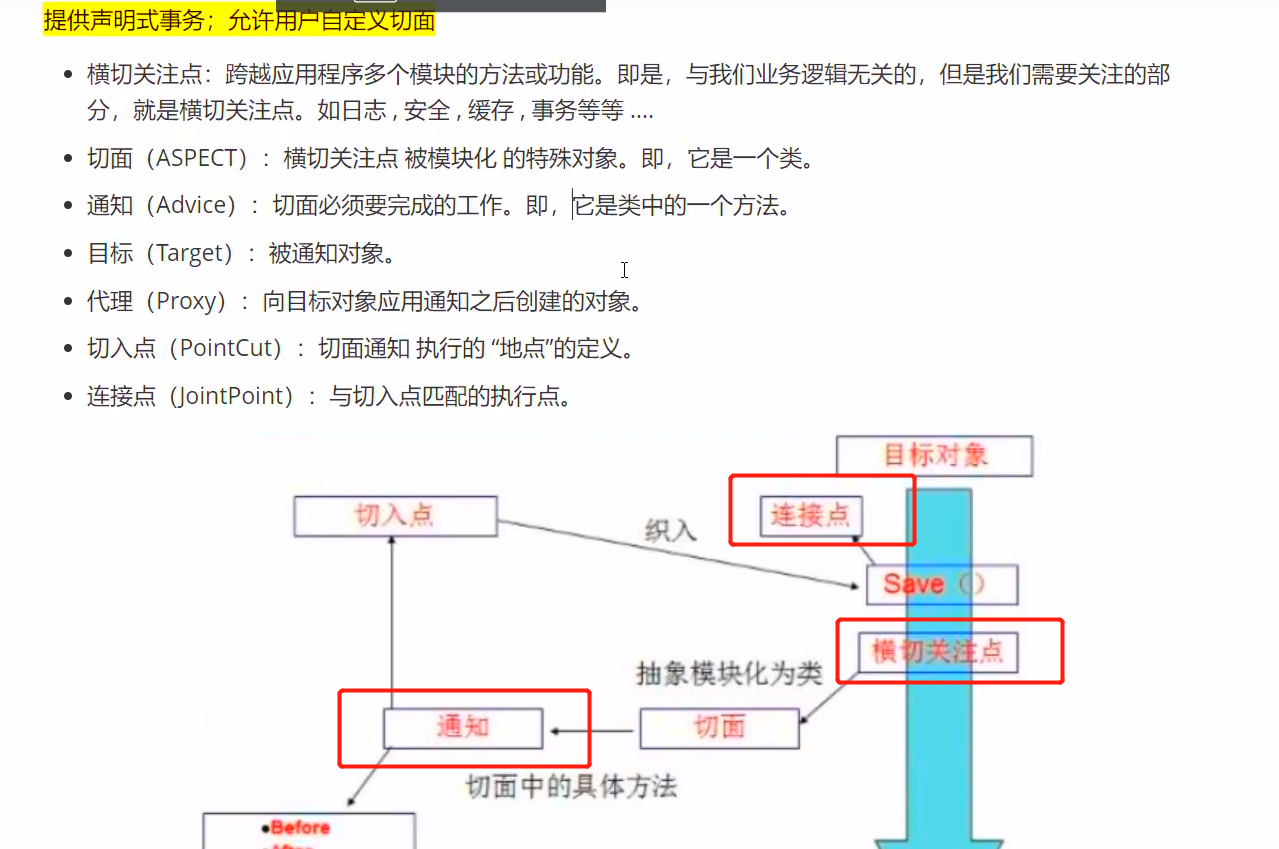 提供声明式事务；允许用户自定义切面
横切关注点：跨越应用程序多个模块的方法或功能。即是，与我们业务逻辑无关的，但是我们需要关注的部
分，就是横切关注点。如日志 , 安全 , 缓存 , 事务等等 ....
切面（ASPECT）：横切关注点 被模块化 的特殊对象。即，它是一个类。
通知（Advice）：切面必须要完成的工作。即，它是类中的一个方法。
目标（Target）：被通知对象。
代理（Proxy）：向目标对象应用通知之后创建的对象。
切入点（PointCut）：切面通知 执行的 “地点”的定义。
连接点（JointPoint）：与切入点匹配的执行点。
目标对象
切入点
连接点
织入
Save（）
横切关注点
抽象模块化为类
通知
切面
切面中的具体方法
●Before